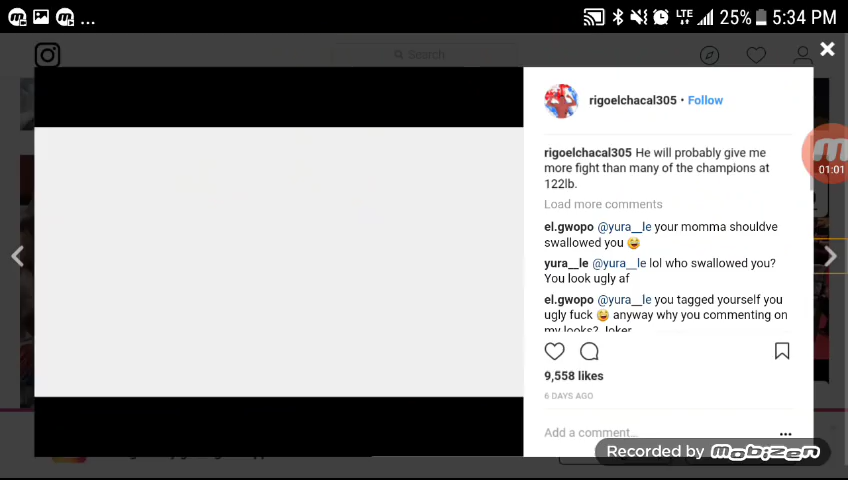 ... LTE 25% 5:34 PM
Search
rigoelchacal305 • Follow
rigoelchacal305 He will probably give me
more fight than many of the champions at
122lb.
Load more comments
el.gwopo @yura__le your momma shouldve
swallowed you
yura__le @yura__le lol who swallowed you?
You look ugly af
el.gwopo @yura__le you tagged yourself you
ugly fuck anyway why you commenting on
my looks? Joker
9,558 likes
6 DAYS AGO
Add a comment...
01:01
Recorded by mobizen